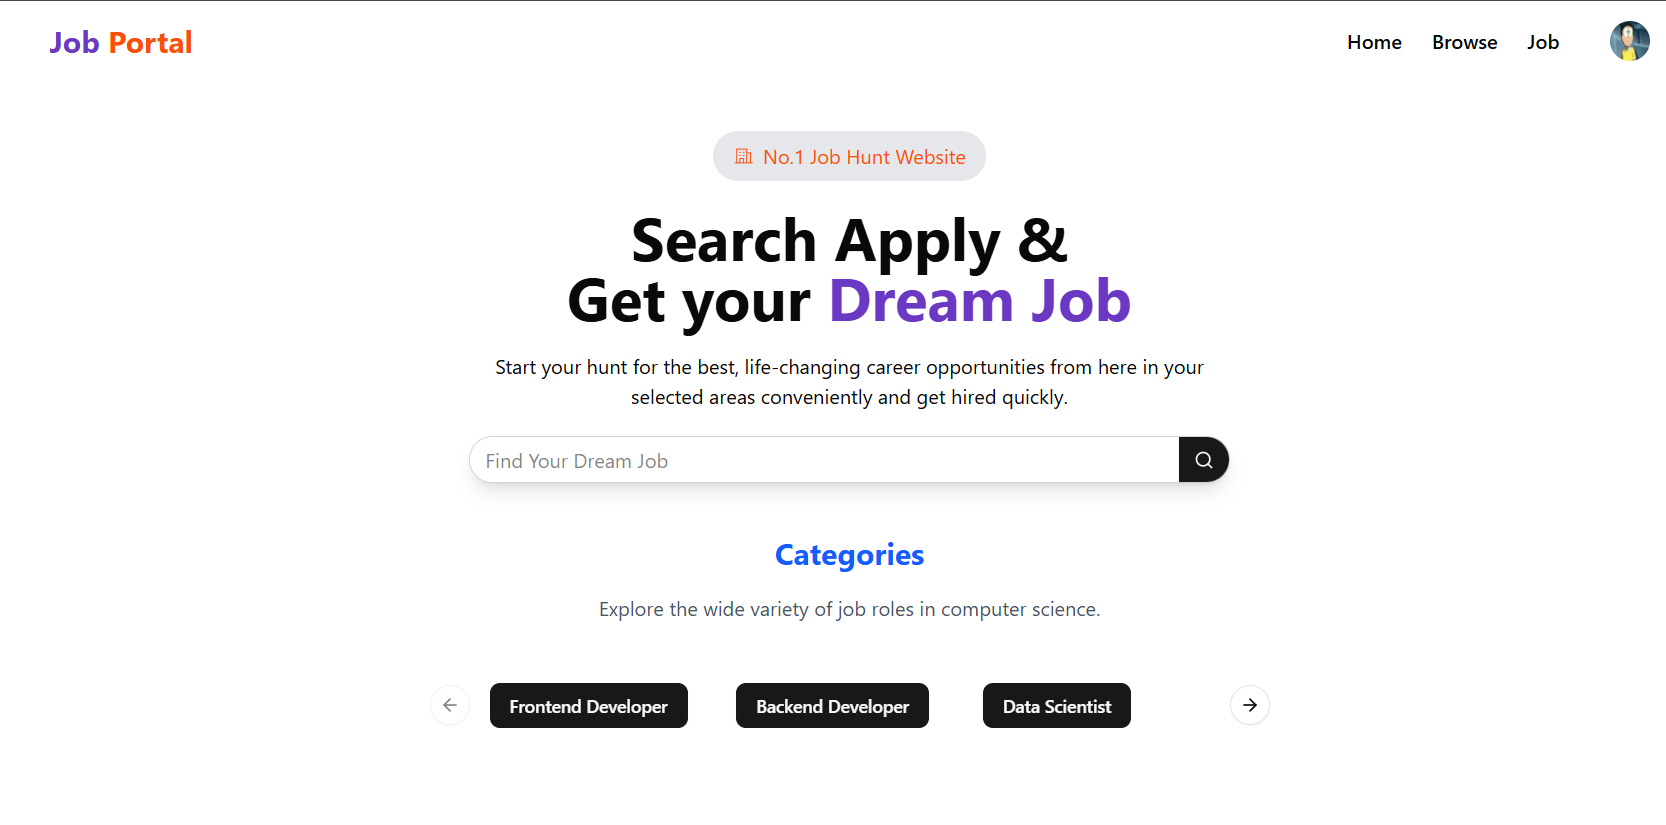 Job Portal
Home Browse Job
No.1 Job Hunt Website
Search Apply &
Get your Dream Job
Start your hunt for the best, life-changing career opportunities from here in your
selected areas conveniently and get hired quickly.
Find Your Dream Job
Categories
Explore the wide variety of job roles in computer science.
Frontend Developer Backend Developer Data Scientist